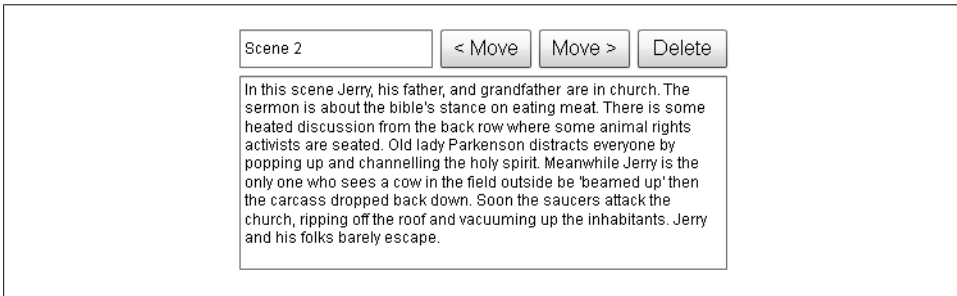 Scene 2
< Move
Move >
Delete
In this scene Jerry, his father, and grandfather are in church. The
sermon is about the bible's stance on eating meat. There is some
heated discussion from the back row where some animal rights
activists are seated. Old lady Parkenson distracts everyone by
popping up and channelling the holy spirit. Meanwhile Jerry is the
only one who sees a cow in the field outside be 'beamed up' then
the carcass dropped back down. Soon the saucers attack the
church, ripping off the roof and vacuuming up the inhabitants. Jerry
and his folks barely escape.